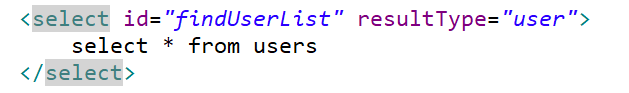 <select id="findUserList" resultType="user">
select * from users
</select>